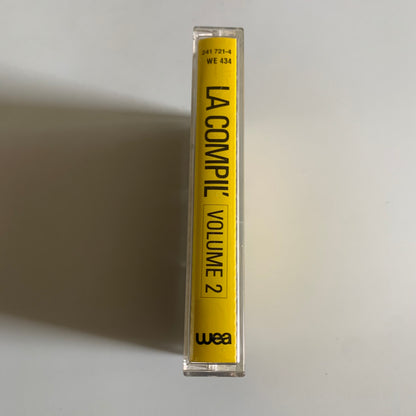 241 721-4
WE 434
LA COMPIL'
VOLUME 2
wea